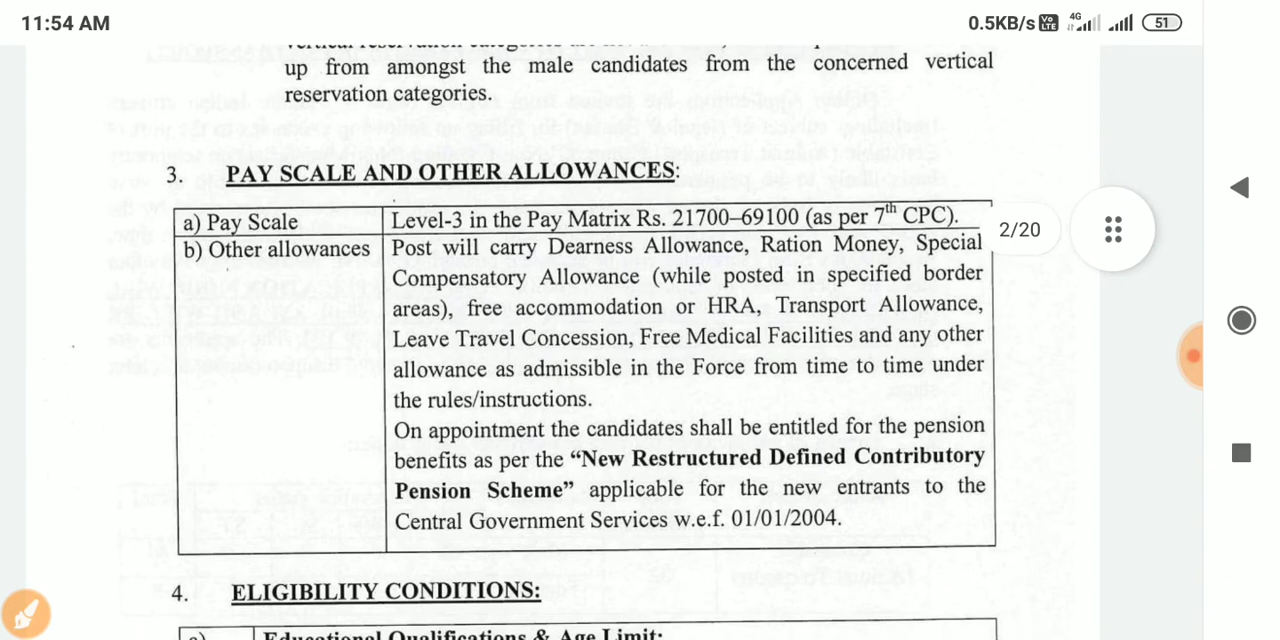 11:54 AM
0.5KB/s Vo LTE 4G 51
up from amongst the male candidates from the concerned vertical
reservation categories.
3. PAY SCALE AND OTHER ALLOWANCES:
a) Pay Scale Level-3 in the Pay Matrix Rs. 21700–69100 (as per 7th CPC).
2/20
b) Other allowances Post will carry Dearness Allowance, Ration Money, Special
Compensatory Allowance (while posted in specified border
areas), free accommodation or HRA, Transport Allowance,
Leave Travel Concession, Free Medical Facilities and any other
allowance as admissible in the Force from time to time under
the rules/instructions.
On appointment the candidates shall be entitled for the pension
benefits as per the “New Restructured Defined Contributory
Pension Scheme” applicable for the new entrants to the
Central Government Services w.e.f. 01/01/2004.
4. ELIGIBILITY CONDITIONS:
a) Educational Qualifications & Age Limit: